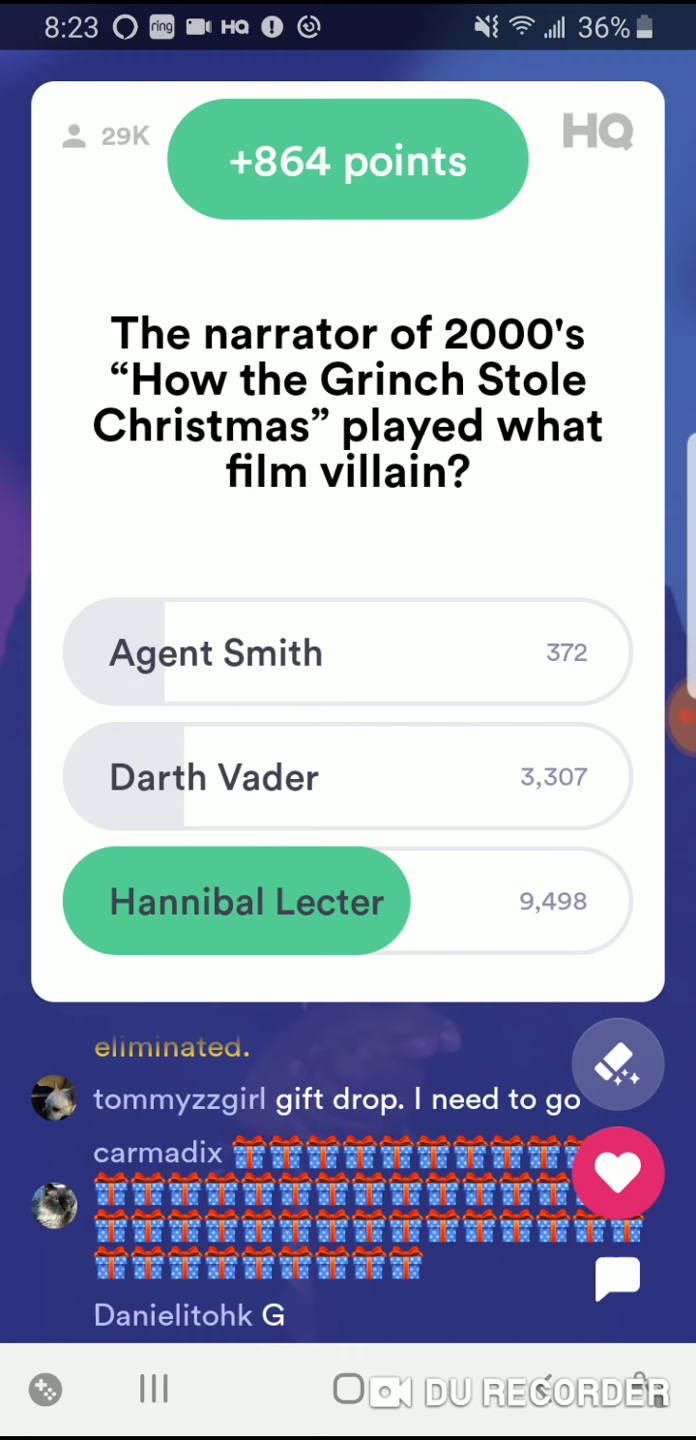 8:23 ring HQ 36%
29K +864 points HQ
The narrator of 2000's
“How the Grinch Stole
Christmas” played what
film villain?
Agent Smith 372
Darth Vader 3,307
Hannibal Lecter 9,498
eliminated.
tommyzzgirl gift drop. I need to go
carmadix
Danielitohk G
DU RECORDER